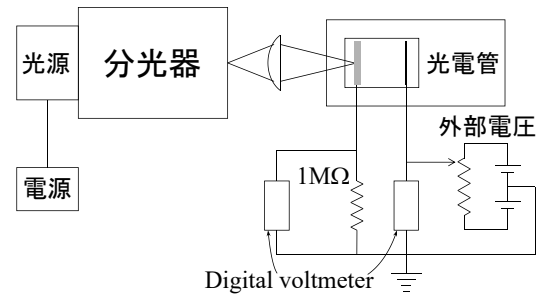 光源
分光器
光電管
外部電圧
電源
1MΩ
Digital voltmeter